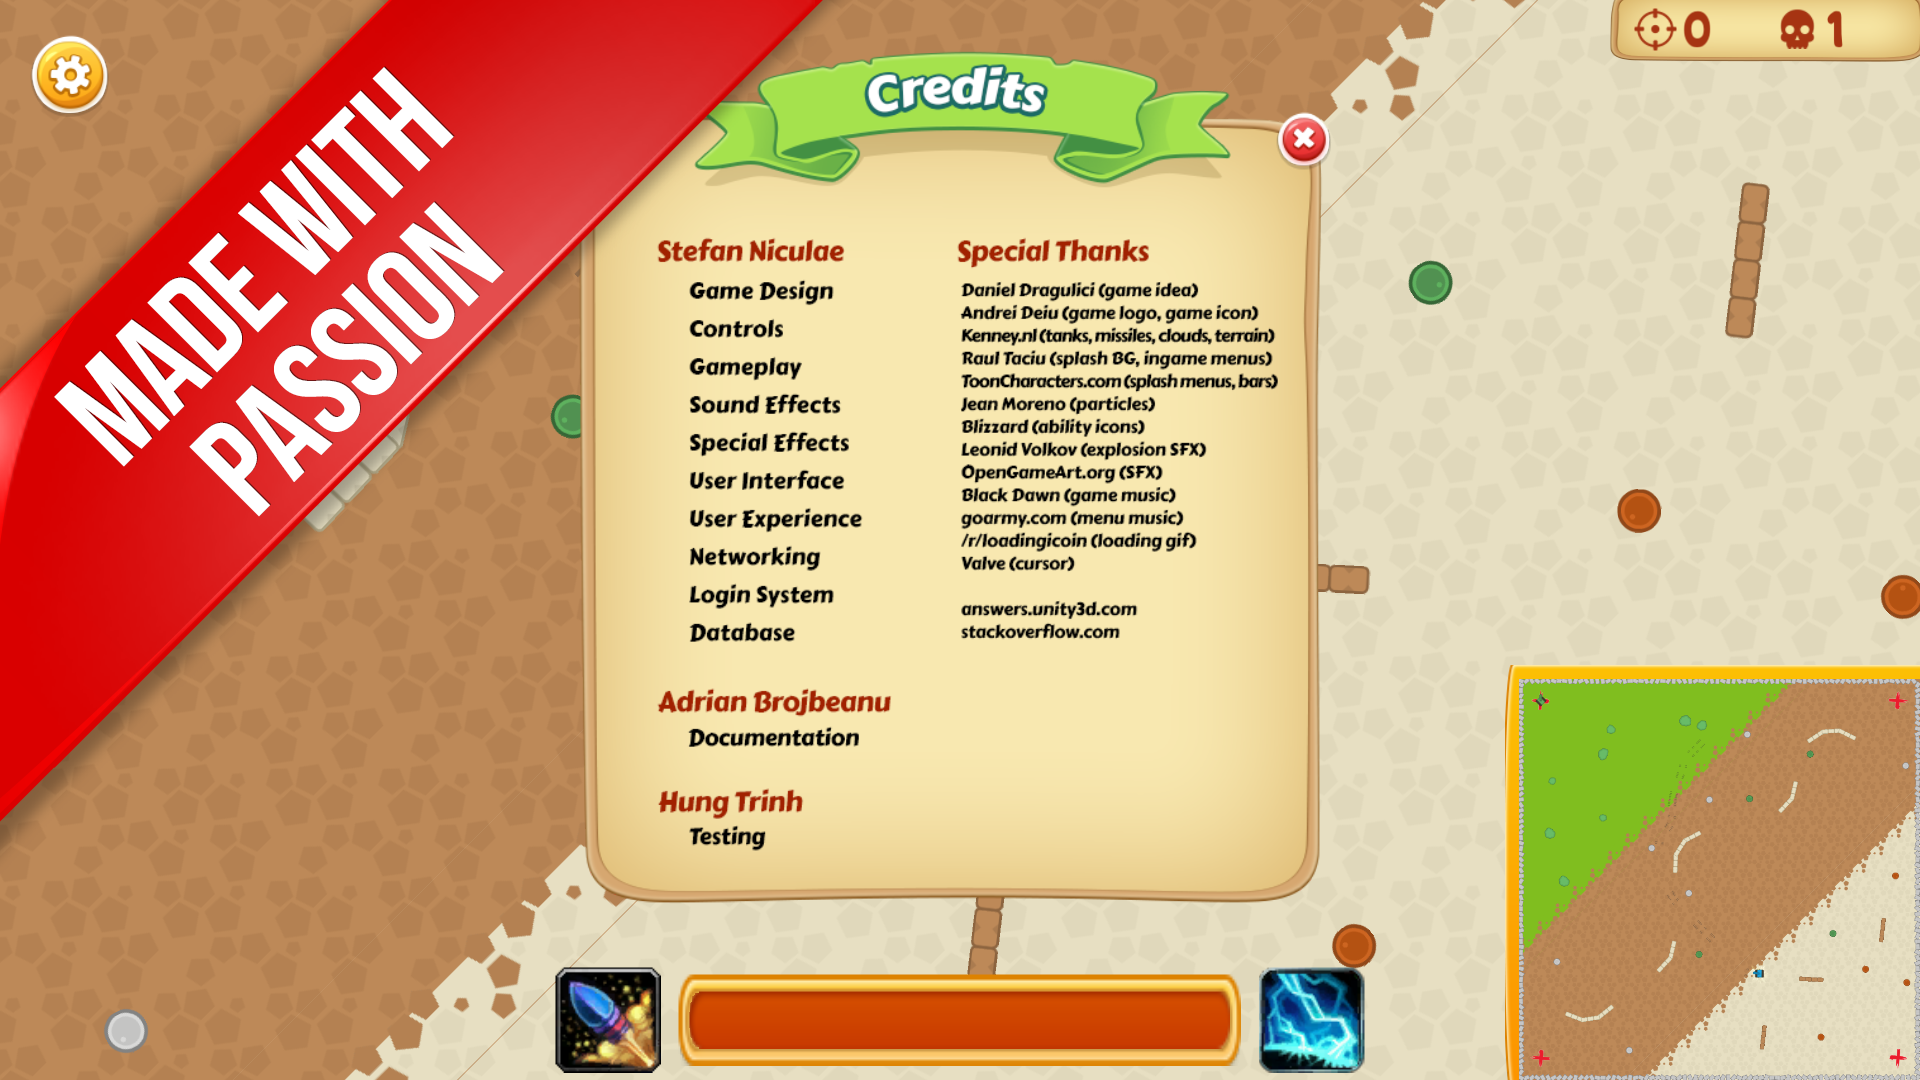 MADE WITH
PASSION
0
1
Credits
Stefan Niculae
Game Design
Controls
Gameplay
Sound Effects
Special Effects
User Interface
User Experience
Networking
Login System
Database
Adrian Brojbeanu
Documentation
Hung Trinh
Testing
Special Thanks
Daniel Dragulici (game idea)
Andrei Deiu (game logo, game icon)
Kenney.nl (tanks, missiles, clouds, terrain)
Raul Taciu (splash BG, ingame menus)
ToonCharacters.com (splash menus, bars)
Jean Moreno (particles)
Blizzard (ability icons)
Leonid Volkov (explosion SFX)
OpenGameArt.org (SFX)
Black Dawn (game music)
goarmy.com (menu music)
/r/loadingicoin (loading gif)
Valve (cursor)
answers.unity3d.com
stackoverflow.com